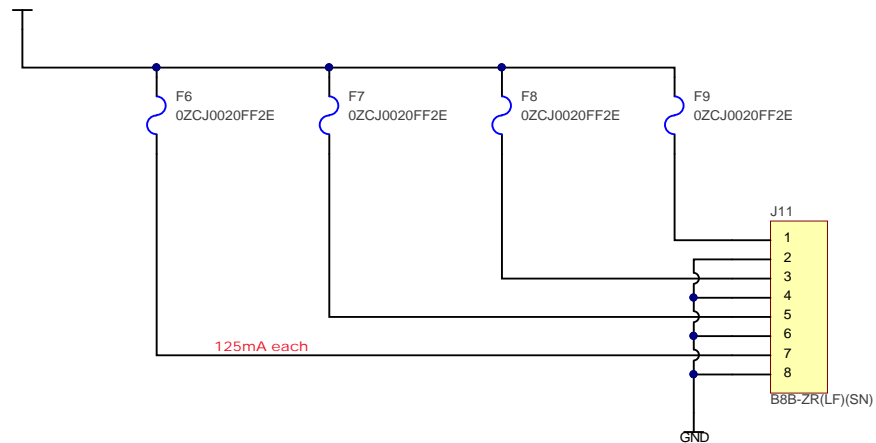 F6
0ZCJ0020FF2E
F7
0ZCJ0020FF2E
F8
0ZCJ0020FF2E
F9
0ZCJ0020FF2E
J11
1
2
3
4
5
6
7
8
125mA each
B8B-ZR(LF)(SN)
GND